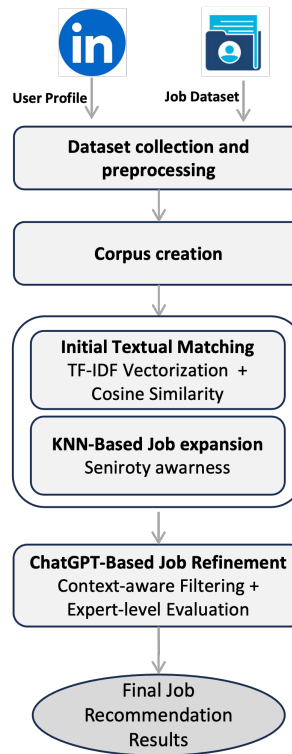 in
User Profile
Job Dataset
Dataset collection and
preprocessing
Corpus creation
Initial Textual Matching
TF-IDF Vectorization +
Cosine Similarity
KNN-Based Job expansion
Seniroty awarness
ChatGPT-Based Job Refinement
Context-aware Filtering +
Expert-level Evaluation
Final Job
Recommendation
Results